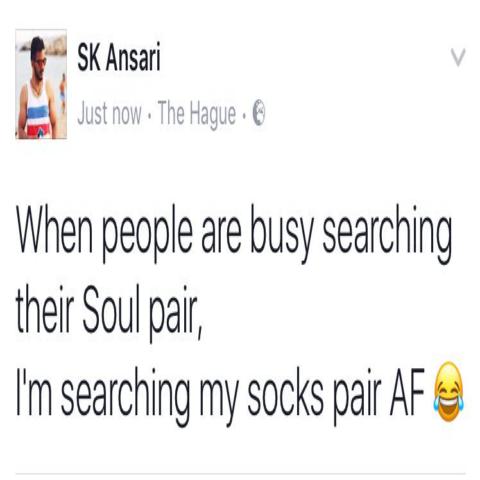 SK Ansari
Just now · The Hague ·
When people are busy searching
their Soul pair,
I'm searching my socks pair AF 😂